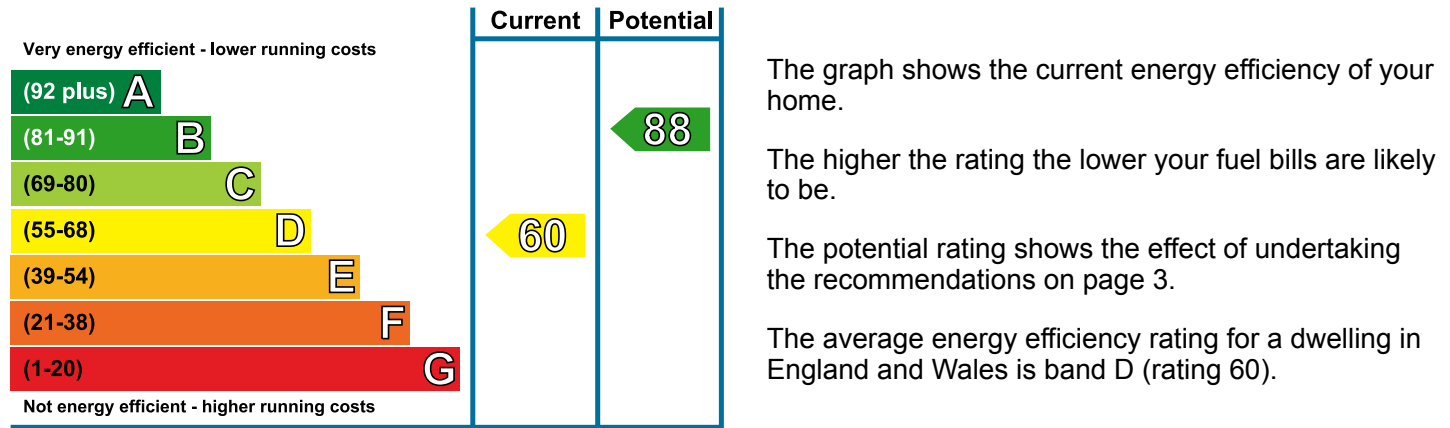 Current Potential
Very energy efficient - lower running costs
(92 plus) A
(81-91) B
88
(69-80) C
(55-68) D
60
(39-54) E
(21-38) F
(1-20) G
Not energy efficient - higher running costs
The graph shows the current energy efficiency of your
home.
The higher the rating the lower your fuel bills are likely
to be.
The potential rating shows the effect of undertaking
the recommendations on page 3.
The average energy efficiency rating for a dwelling in
England and Wales is band D (rating 60).